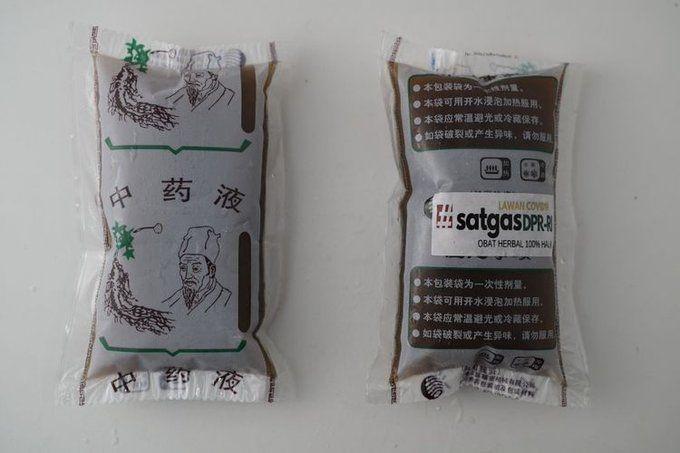 中药液
中药液
●本包装袋为一次性剂量。
●本袋可用开水浸泡加热服用。
●本袋应常温避光或冷藏保存。
●如袋破裂或产生异味,请勿服用
LAWAN COVID19
satgasDPR-RI
OBAT HERBAL 100% HALA
●本包装袋为一次性剂量。
●本袋可用开水浸泡加热服用。
●本袋应常温避光或冷藏保存。
●如袋破裂或产生异味,请勿服用